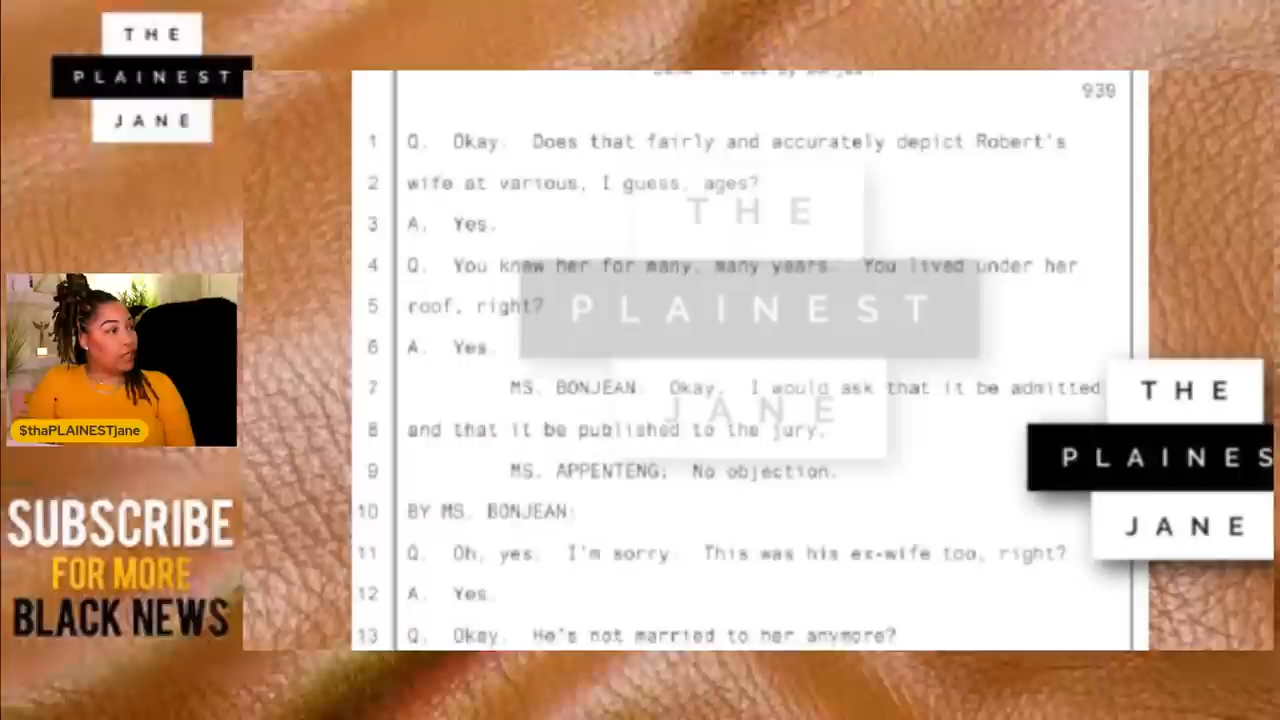 THE
PLAINEST
JANE
939
1 Q. Okay. Does that fairly and accurately depict Robert's
2 wife at various, I guess, ages?
3 A. Yes.
4 Q. You knew her for many, many years. You lived under her
5 roof, right?
6 A. Yes.
7 MS. BONJEAN: Okay. I would ask that it be admitted
8 and that it be published to the jury.
9 MS. APPENTENG: No objection.
10 BY MS. BONJEAN:
11 Q. Oh, yes. I'm sorry. This was his ex-wife too, right?
12 A. Yes.
13 Q. Okay. He's not married to her anymore?
THE
PLAINEST
JANE
THE
PLAINES
JANE
$thaPLAINESTjane
SUBSCRIBE
FOR MORE
BLACK NEWS